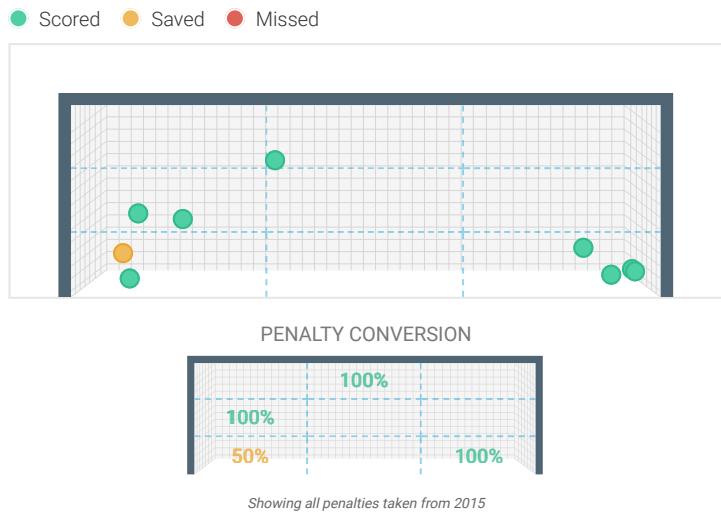 Scored Saved Missed
PENALTY CONVERSION
100%
100%
50% 100%
Showing all penalties taken from 2015